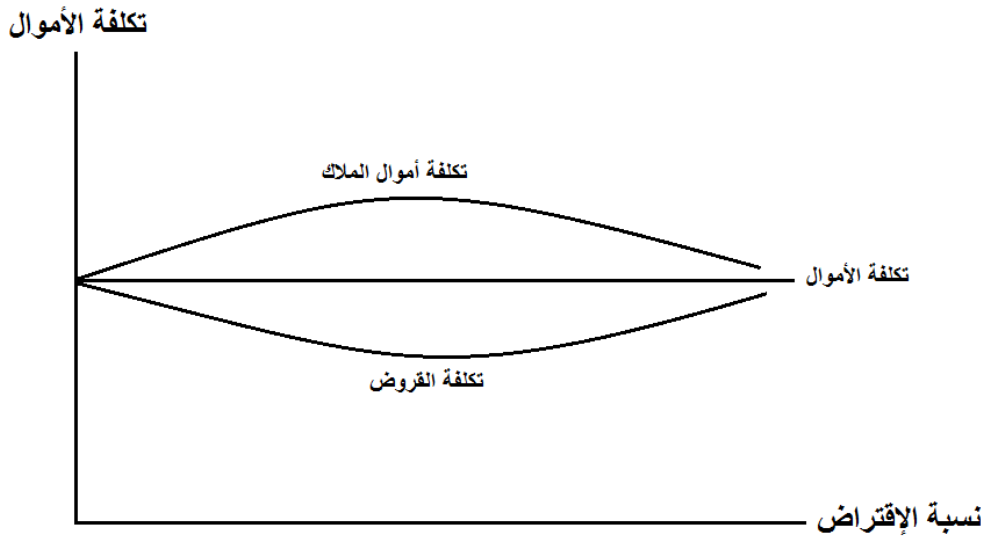 تكلفة الأموال
تكلفة أموال الملاك
تكلفة الأموال
تكلفة القروض
نسبة الإقتراض